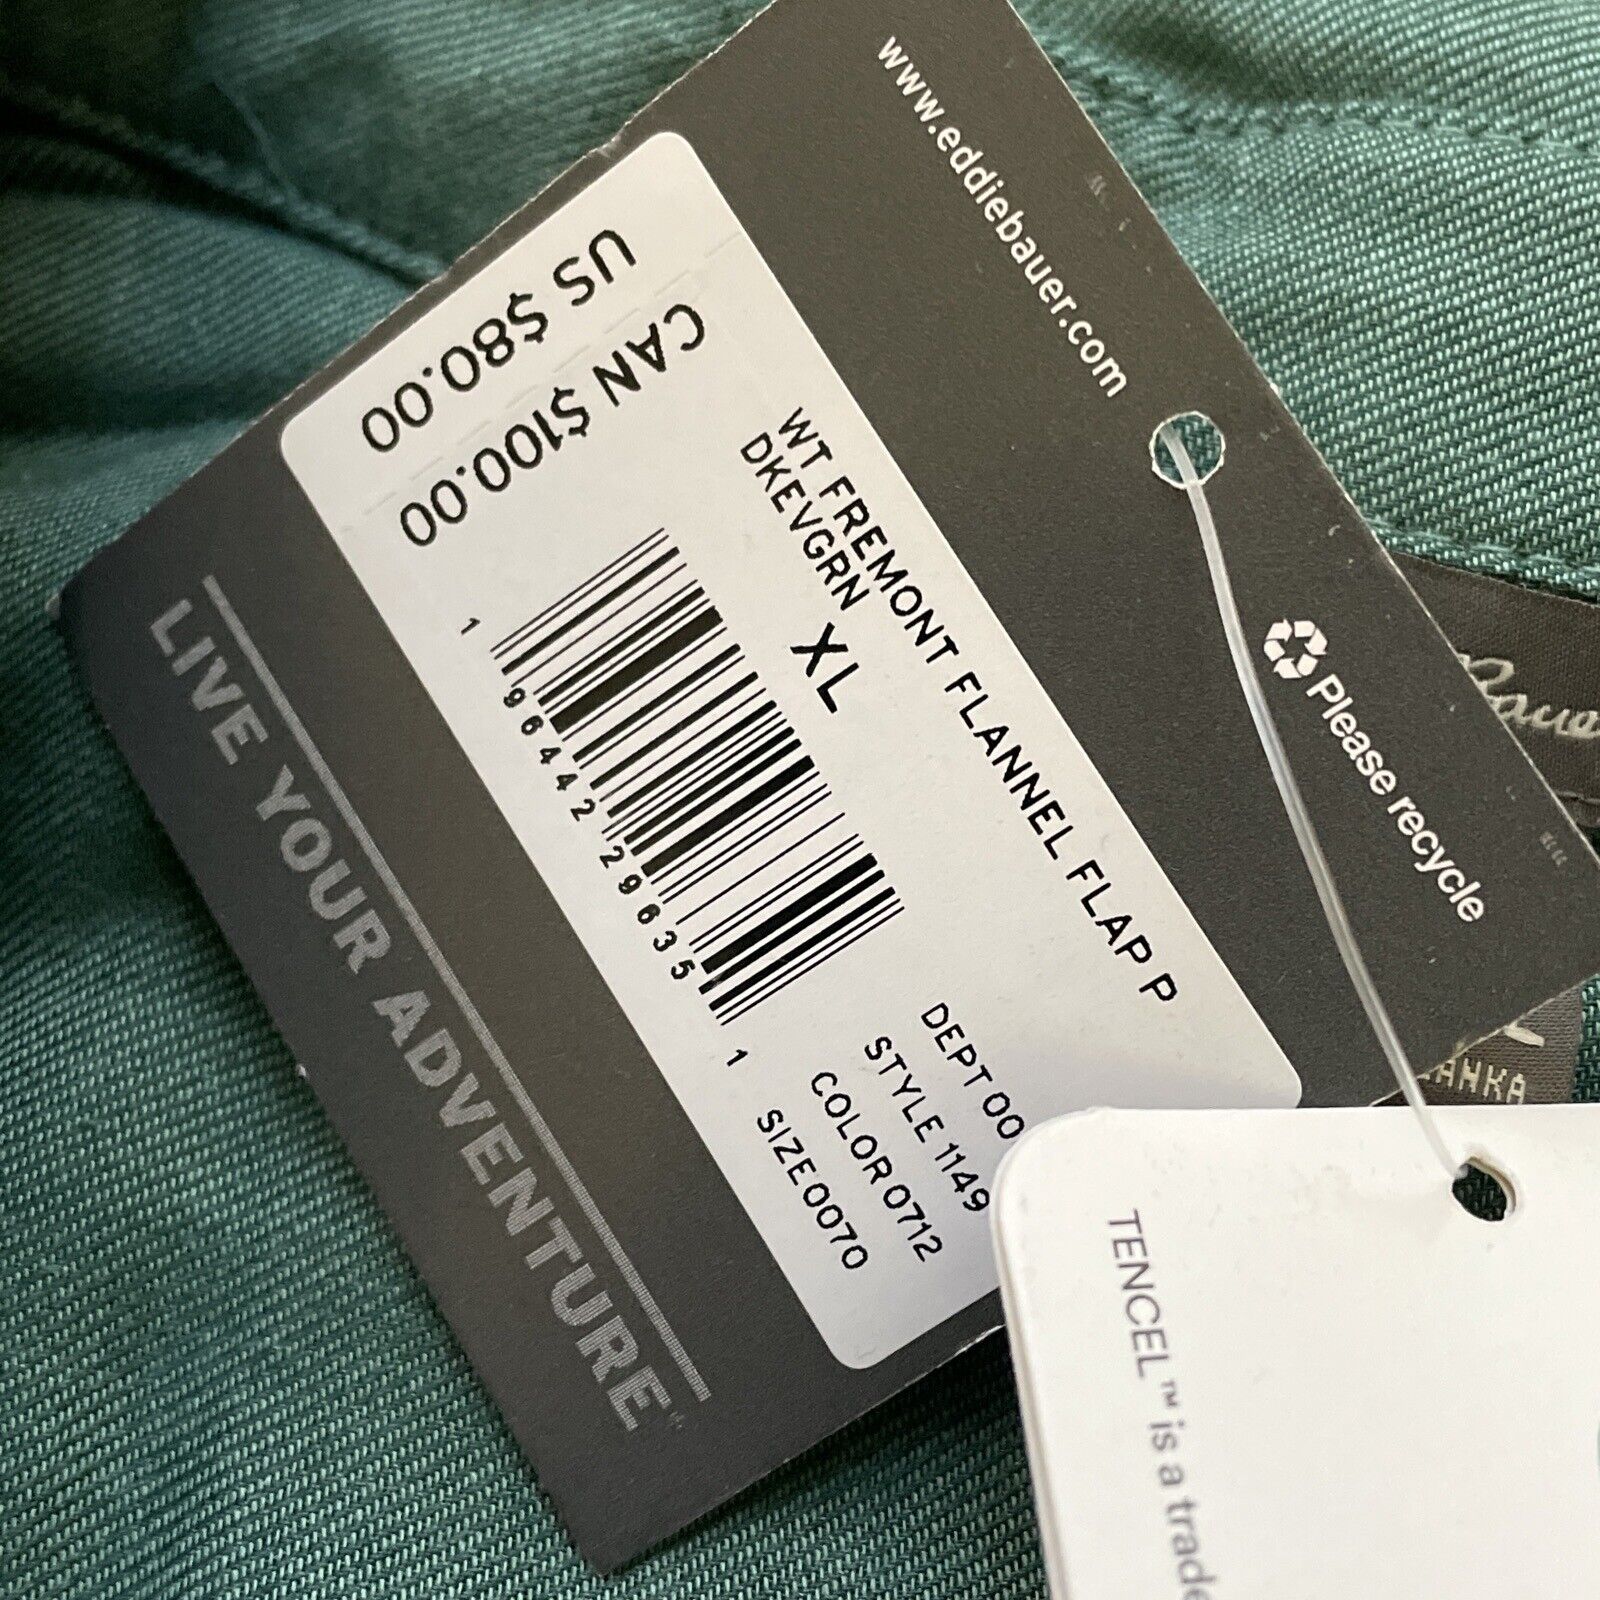 www.eddiebauer.com
Please recycle
WT FREMONT FLANNEL FLAP P
DKEVGRN XL
1 96442 29635 1
DEPT 00
STYLE 1149
COLOR 0712
SIZE 0070
CAN $100.00
US $80.00
LIVE YOUR ADVENTURE
TENCEL™ is a trade